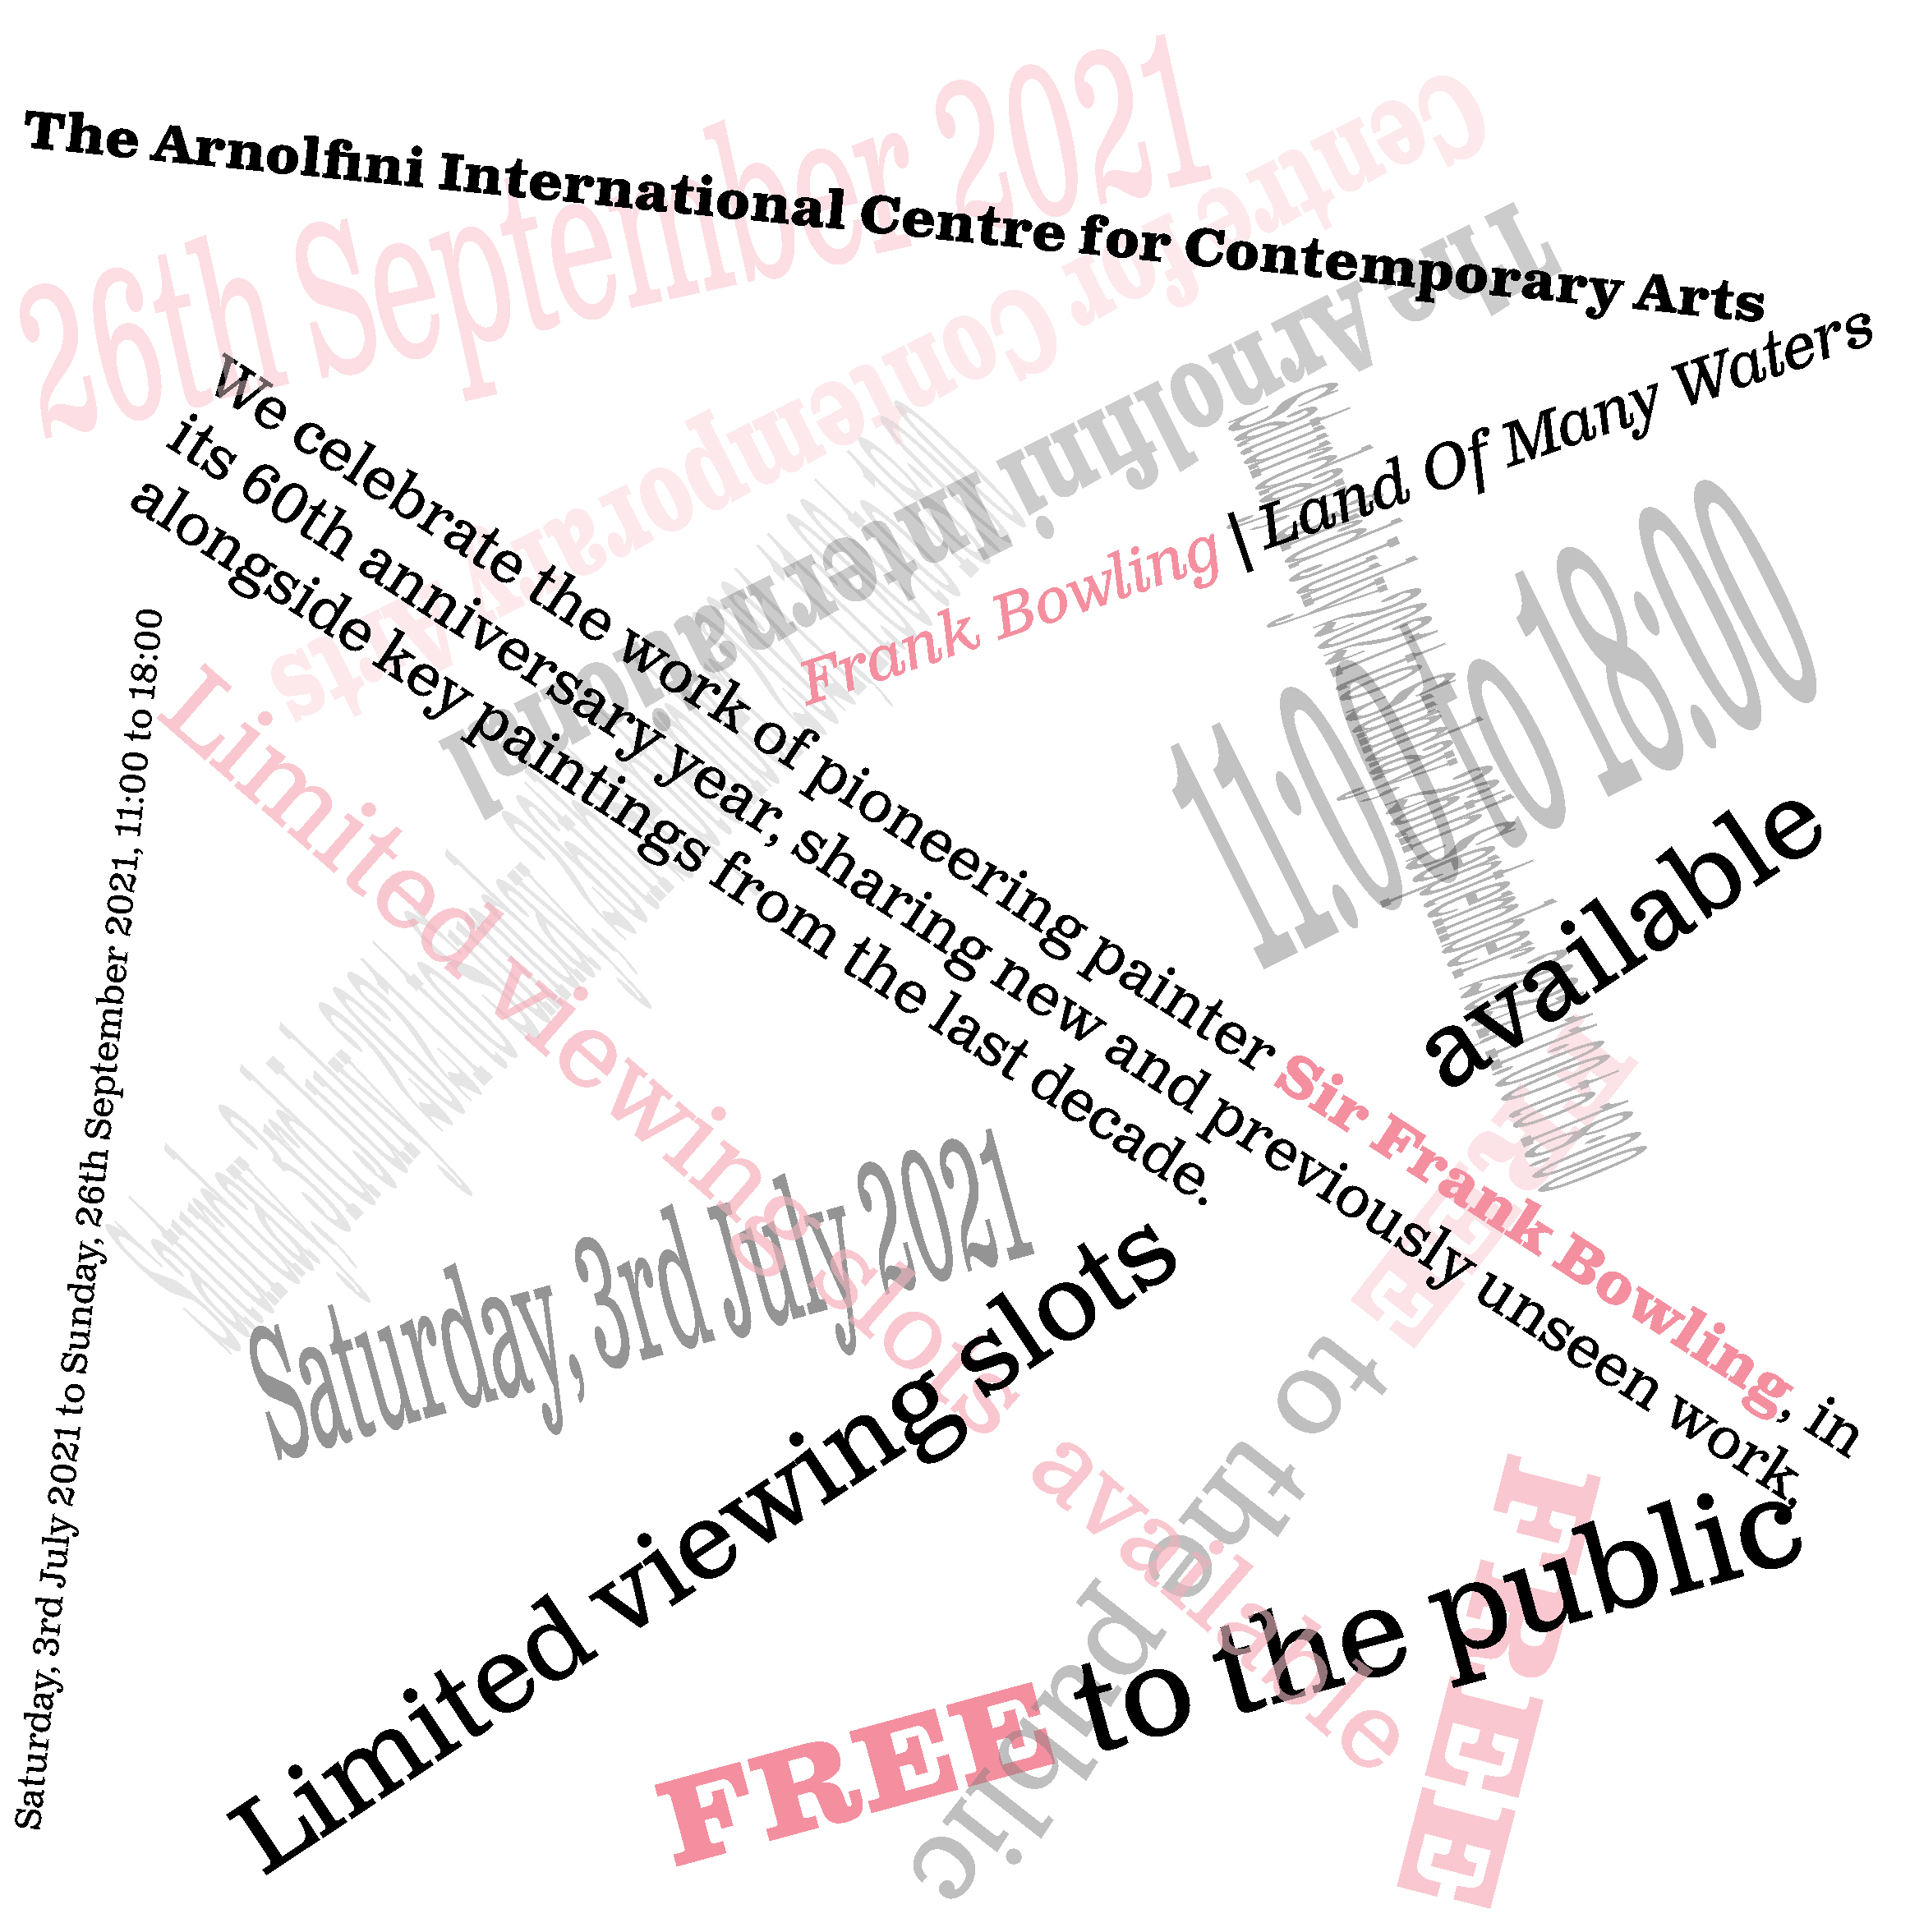 The Arnolfini International Centre for Contemporary Arts
26th September 2021
Centre for Contemporary Arts
The Arnolfini International
Frank Bowling | Land Of Many Waters
We celebrate the work of pioneering painter Sir Frank Bowling, in
its 60th anniversary year, sharing new and previously unseen work,
alongside key paintings from the last decade.
Saturday, 3rd July 2021 to Sunday, 26th September 2021, 11:00 to 18:00
11:00 to 18:00
Limited viewing slots available
Saturday, 3rd July 2021
Limited viewing slots available
FREE to the public
FREE to the public
FREE